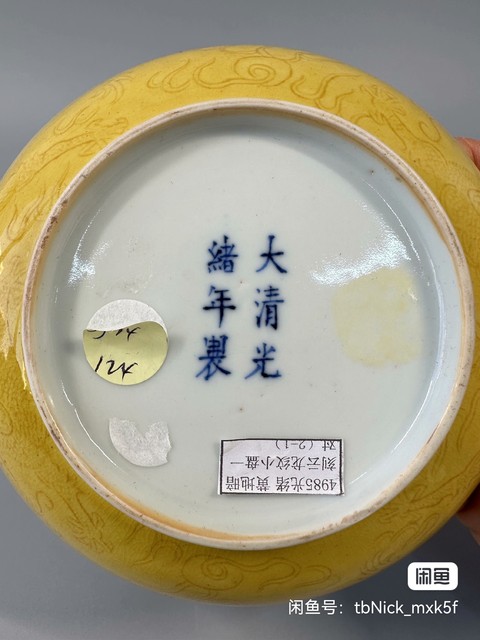 大清光
緒年製
124
4985光绪 黄地暗
刻云龙纹小盘一
对（2-1）
闲鱼
闲鱼号：tbNick_mxk5f